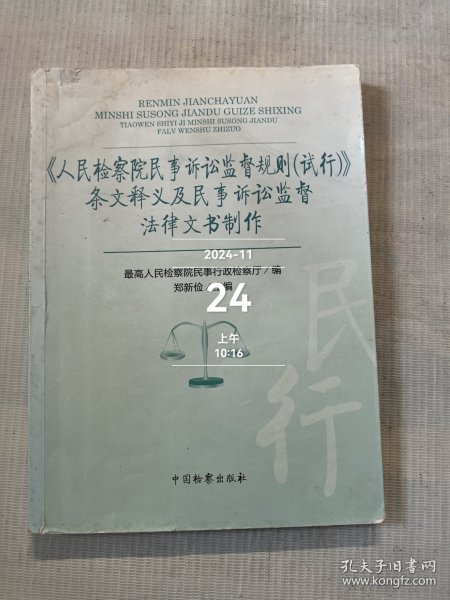 RENMIN JIANCHAYUAN
MINSHI SUSONG JIANDU GUIZE SHIXING
TIAOWEN SHIYI JI MINSHI SUSONG JIANDU
FALV WENSHU ZHIZUO
《人民检察院民事诉讼监督规则(试行)》
条文释义及民事诉讼监督
法律文书制作
2024-11
最高人民检察院民事行政检察厅/编
郑新俭
编
24
上午
10:16
民
行
中国检察出版社
孔夫子旧书网
www.kongfz.com